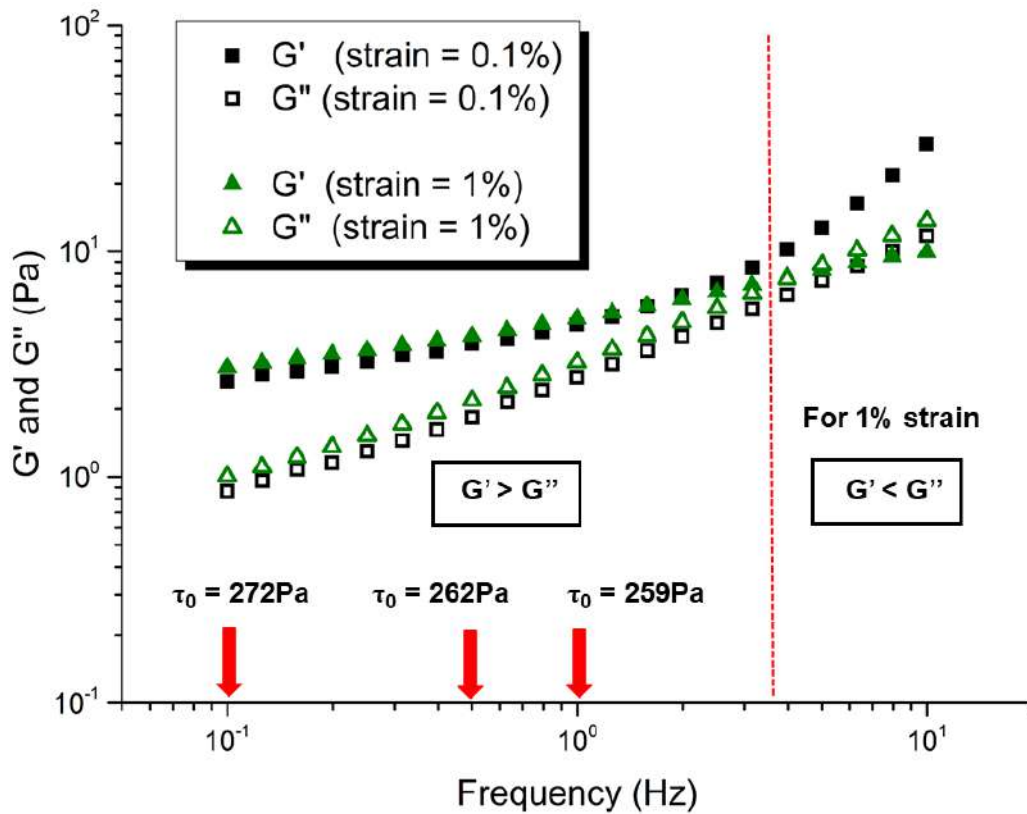 10²
G' (strain = 0.1%)
G" (strain = 0.1%)
G' (strain = 1%)
G" (strain = 1%)
10¹
10⁰
10⁻¹
G' and G" (Pa)
For 1% strain
G’ > G’’
G’ < G’’
τ₀ = 272Pa
τ₀ = 262Pa
τ₀ = 259Pa
10⁻¹
10⁰
10¹
Frequency (Hz)